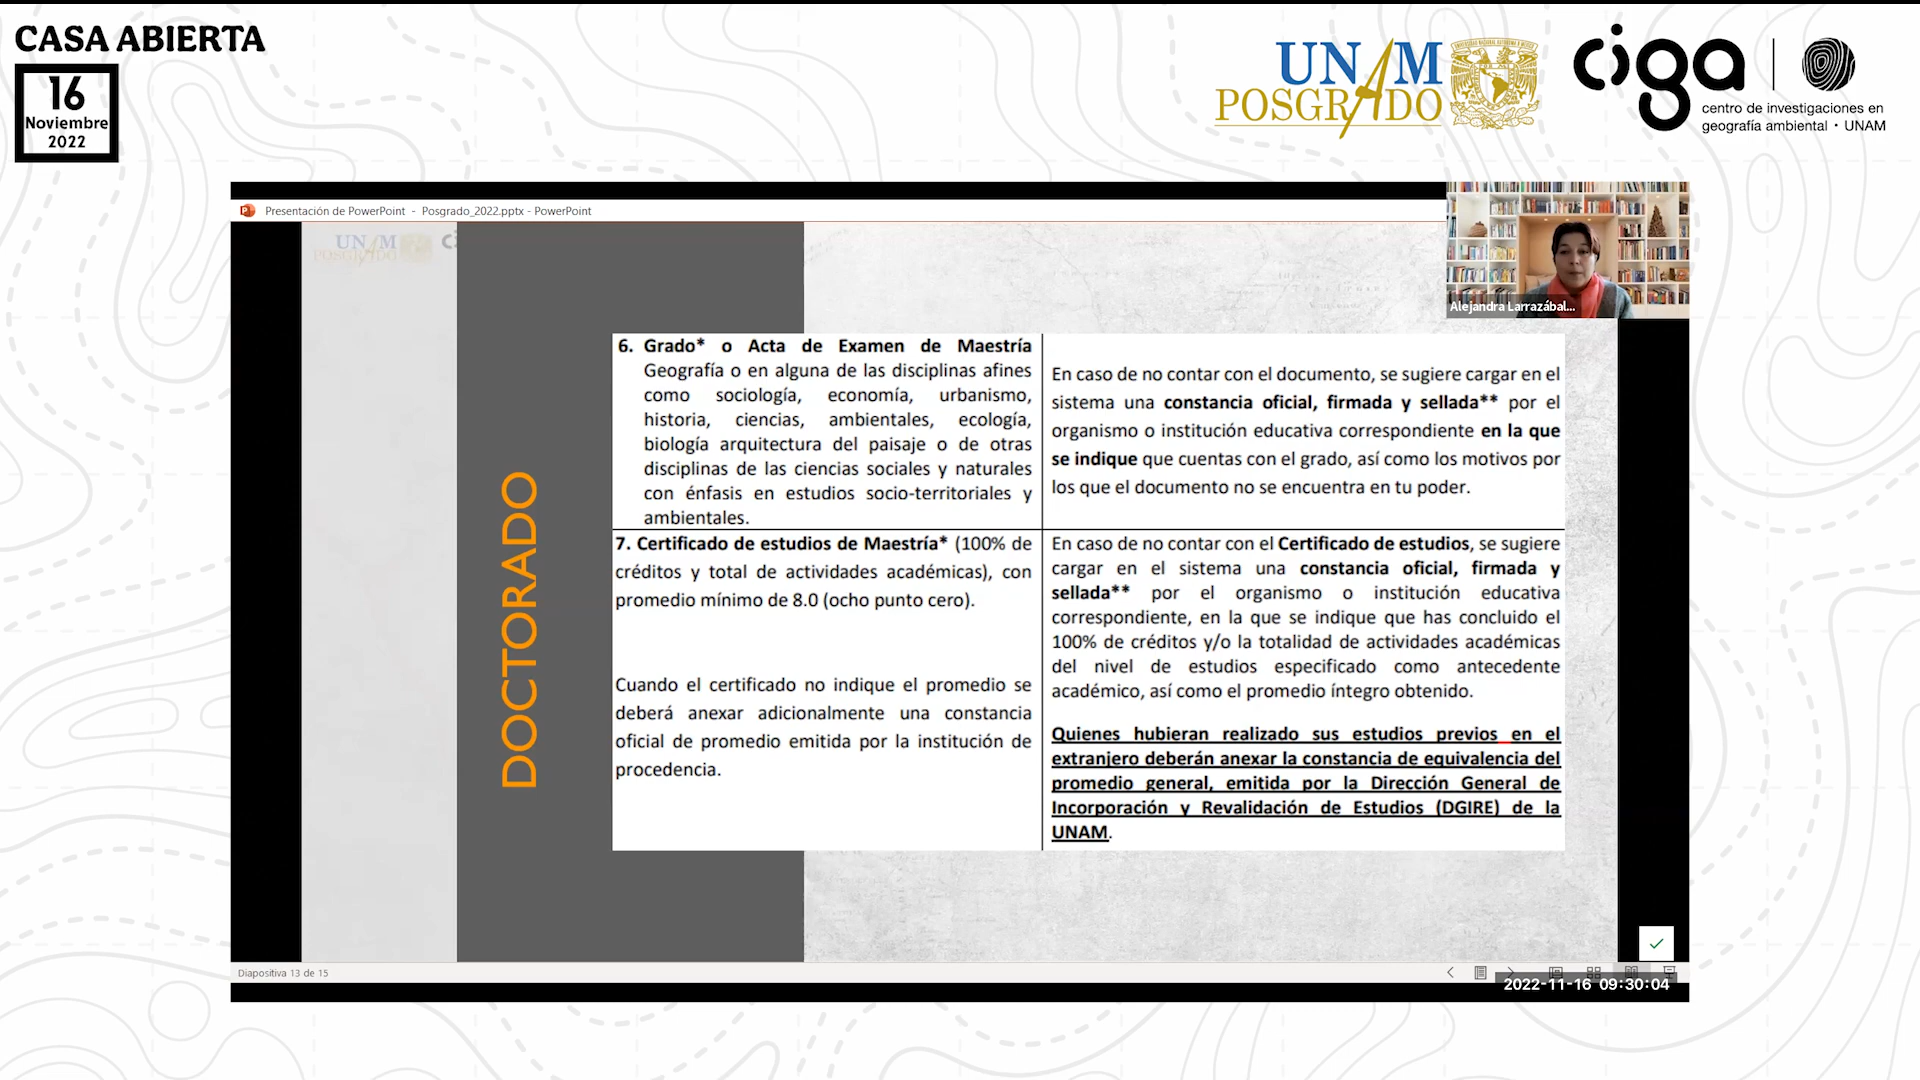 CASA ABIERTA
16
Noviembre
2022
UNAM
POSGRADO
ciga
centro de investigaciones en
geografía ambiental • UNAM
Presentación de PowerPoint - Posgrado_2022.pptx - PowerPoint
UNAM
POSGRADO
Alejandra Larrazábal...
DOCTORADO
6. Grado* o Acta de Examen de Maestría
Geografía o en alguna de las disciplinas afines
como sociología, economía, urbanismo,
historia, ciencias, ambientales, ecología,
biología arquitectura del paisaje o de otras
disciplinas de las ciencias sociales y naturales
con énfasis en estudios socio-territoriales y
ambientales.
En caso de no contar con el documento, se sugiere cargar en el
sistema una constancia oficial, firmada y sellada** por el
organismo o institución educativa correspondiente en la que
se indique que cuentas con el grado, así como los motivos por
los que el documento no se encuentra en tu poder.
7. Certificado de estudios de Maestría* (100% de
créditos y total de actividades académicas), con
promedio mínimo de 8.0 (ocho punto cero).
Cuando el certificado no indique el promedio se
deberá anexar adicionalmente una constancia
oficial de promedio emitida por la institución de
procedencia.
En caso de no contar con el Certificado de estudios, se sugiere
cargar en el sistema una constancia oficial, firmada y
sellada** por el organismo o institución educativa
correspondiente, en la que se indique que has concluido el
100% de créditos y/o la totalidad de actividades académicas
del nivel de estudios especificado como antecedente
académico, así como el promedio íntegro obtenido.
Quienes hubieran realizado sus estudios previos en el
extranjero deberán anexar la constancia de equivalencia del
promedio general, emitida por la Dirección General de
Incorporación y Revalidación de Estudios (DGIRE) de la
UNAM.
Diapositiva 13 de 15
2022-11-16 09:30:04